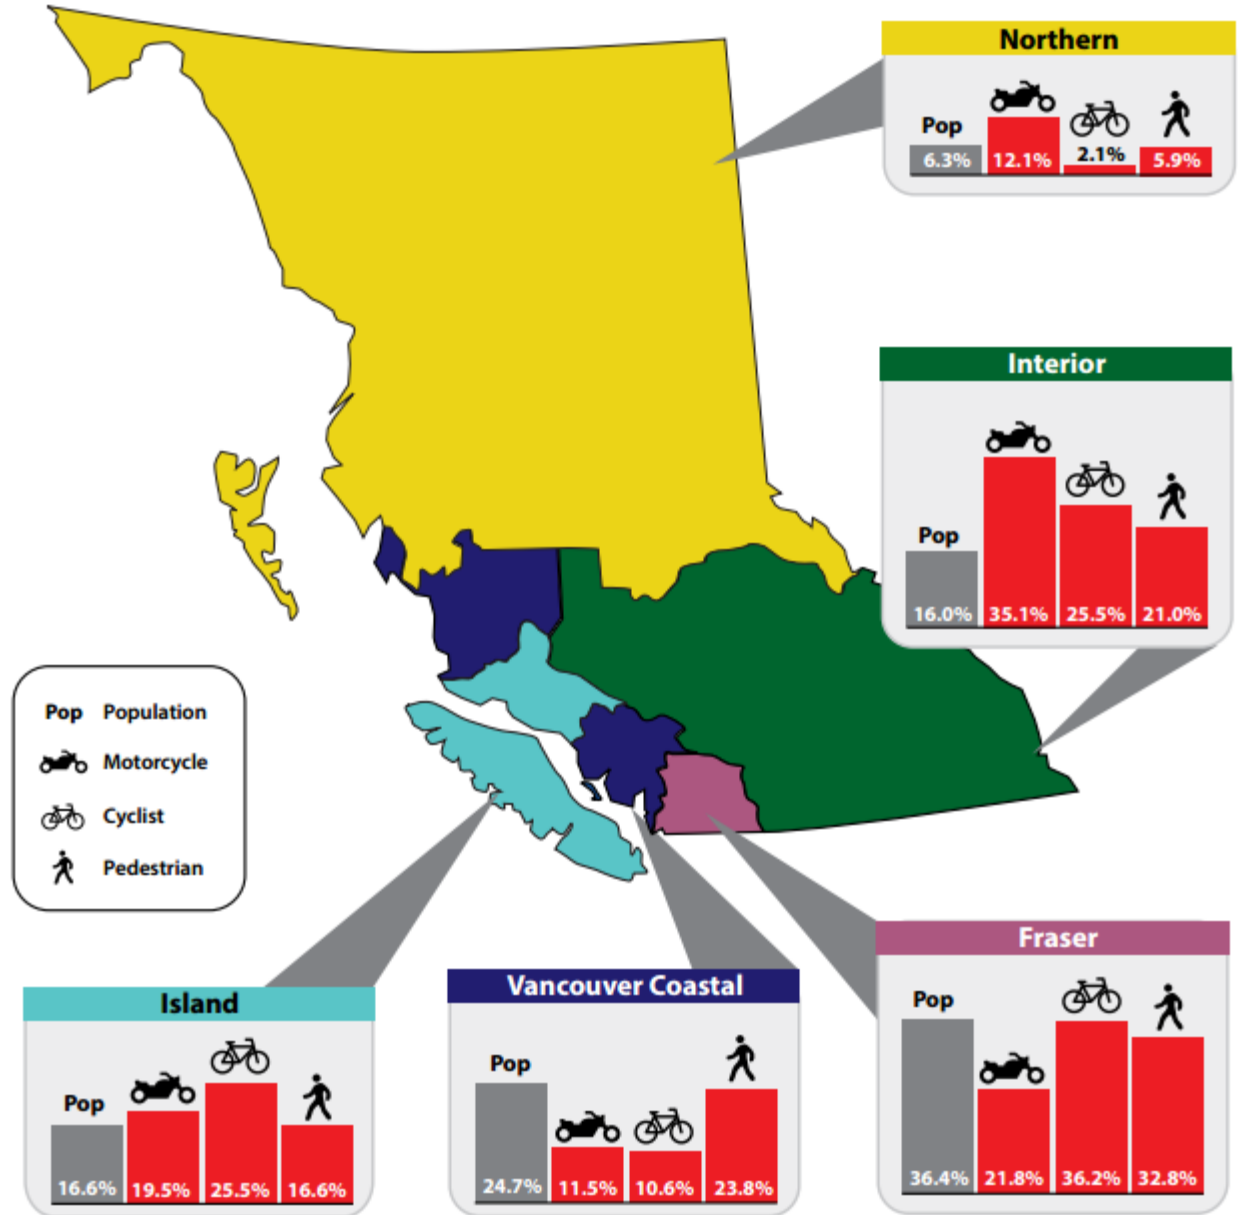 Northern
Pop
6.3% 12.1% 2.1% 5.9%
Interior
Pop
16.0% 35.1% 25.5% 21.0%
Pop Population
Motorcycle
Cyclist
Pedestrian
Island
Pop
16.6% 19.5% 25.5% 16.6%
Vancouver Coastal
Pop
24.7% 11.5% 10.6% 23.8%
Fraser
Pop
36.4% 21.8% 36.2% 32.8%